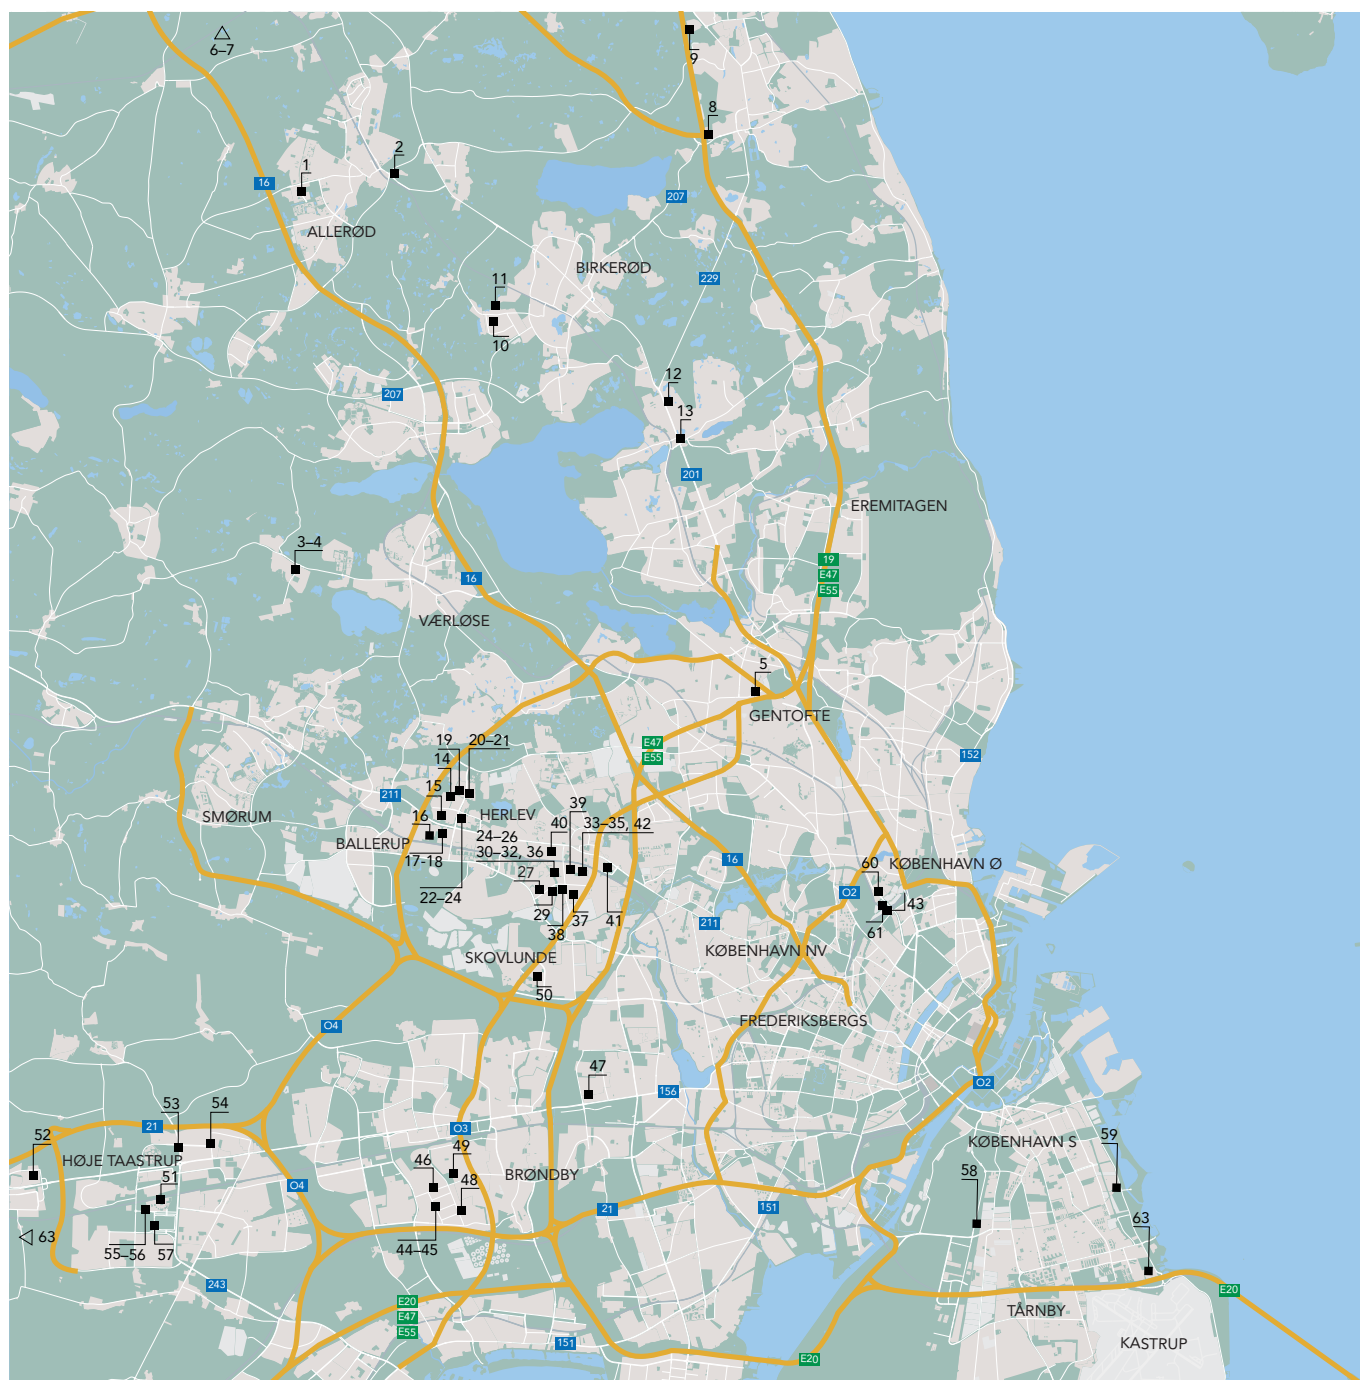 6–7
9
8
2
1
16
207
ALLERØD
BIRKERØD
229
11
10
12
207
13
201
EREMITAGEN
3–4
19
E47
E55
16
VÆRLØSE
5
GENTOFTE
19
20–21
E47
E55
152
14
15
211
39
SMØRUM
16
HERLEV
40
33–35, 42
BALLERUP
24–26
30–32, 36
17-18
16
60
KØBENHAVN Ø
27
22–24
O2
43
29
37
41
211
61
38
SKOVLUNDE
KØBENHAVN NV
50
FREDERIKSBERGS
O4
47
O2
156
53
54
21
O3
52
KØBENHAVN S
59
HØJE TAASTRUP
46
49
BRØNDBY
51
O4
48
58
21
151
63
63
55–56
57
44–45
243
E20
E20
E47
TÅRNBY
E55
151
KASTRUP
E20